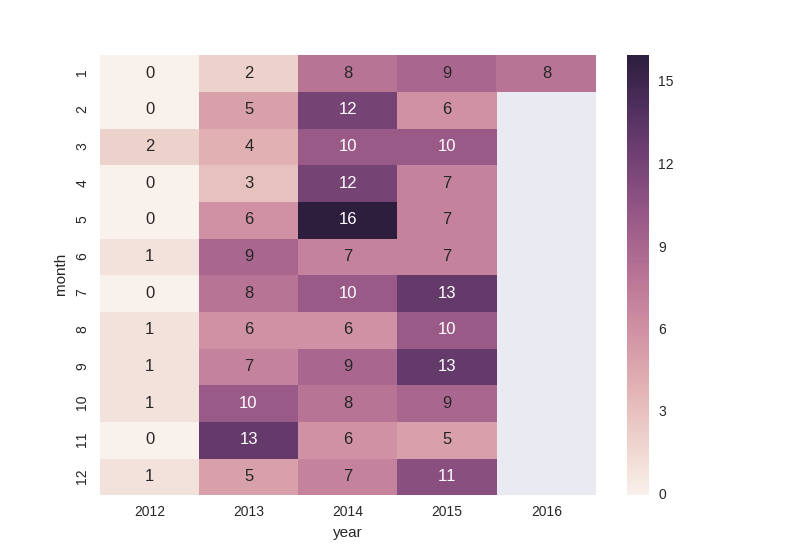 1 0 2 8 9 8
2 0 5 12 6
3 2 4 10 10
4 0 3 12 7
5 0 6 16 7
6 1 9 7 7
7 0 8 10 13
8 1 6 6 10
9 1 7 9 13
10 1 10 8 9
11 0 13 6 5
12 1 5 7 11
month
2012 2013 2014 2015 2016
year
15
12
9
6
3
0